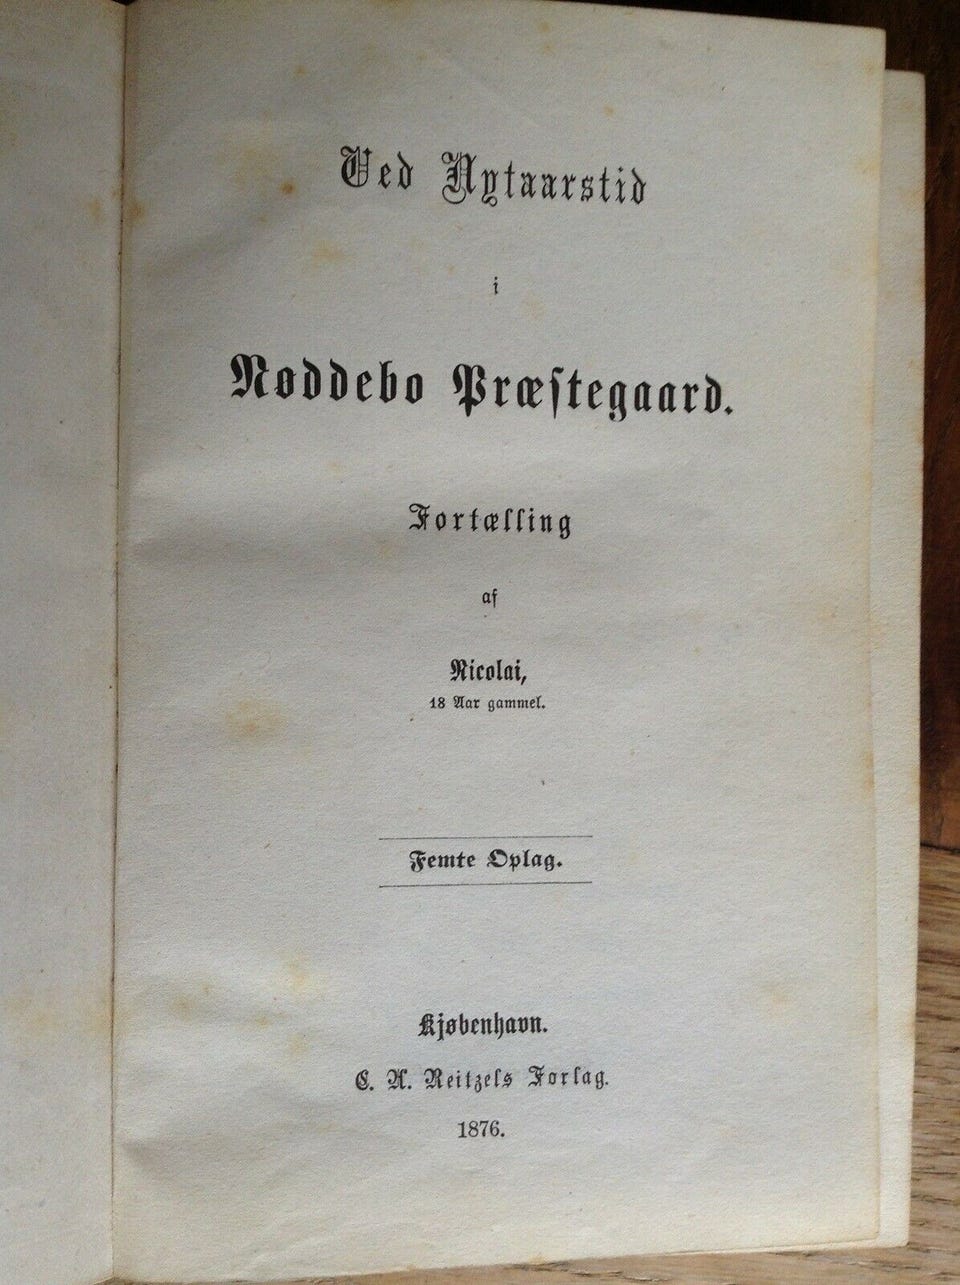 Ved Nytaarstid
i
Nøddebo Præstegaard.
Fortælling
af
Nicolai,
18 Aar gammel.
Femte Oplag.
Kjøbenhavn.
C. A. Reitzels Forlag.
1876.